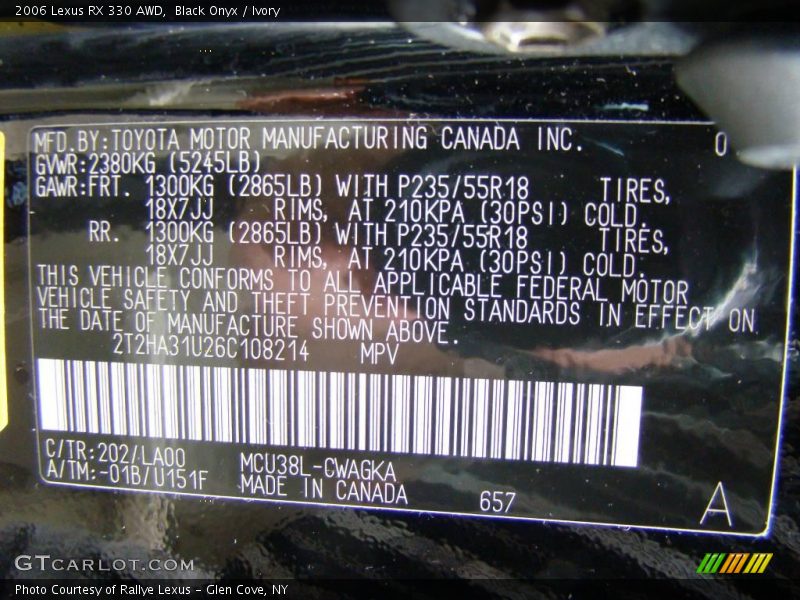 2006 Lexus RX 330 AWD, Black Onyx / Ivory
MFD.BY:TOYOTA MOTOR MANUFACTURING CANADA INC. 0
GVWR:2380KG (5245LB)
GAWR:FRT. 1300KG (2865LB) WITH P235/55R18 TIRES,
18X7JJ RIMS, AT 210KPA (30PSI) COLD.
RR. 1300KG (2865LB) WITH P235/55R18 TIRES,
18X7JJ RIMS, AT 210KPA (30PSI) COLD.
THIS VEHICLE CONFORMS TO ALL APPLICABLE FEDERAL MOTOR
VEHICLE SAFETY AND THEFT PREVENTION STANDARDS IN EFFECT ON
THE DATE OF MANUFACTURE SHOWN ABOVE.
2T2HA31U26C108214 MPV
C/TR:202/LA00 MCU38L-CWAGKA
A/TM:-01B/U151F MADE IN CANADA 657 A
GTCARLOT.COM
Photo Courtesy of Rallye Lexus - Glen Cove, NY